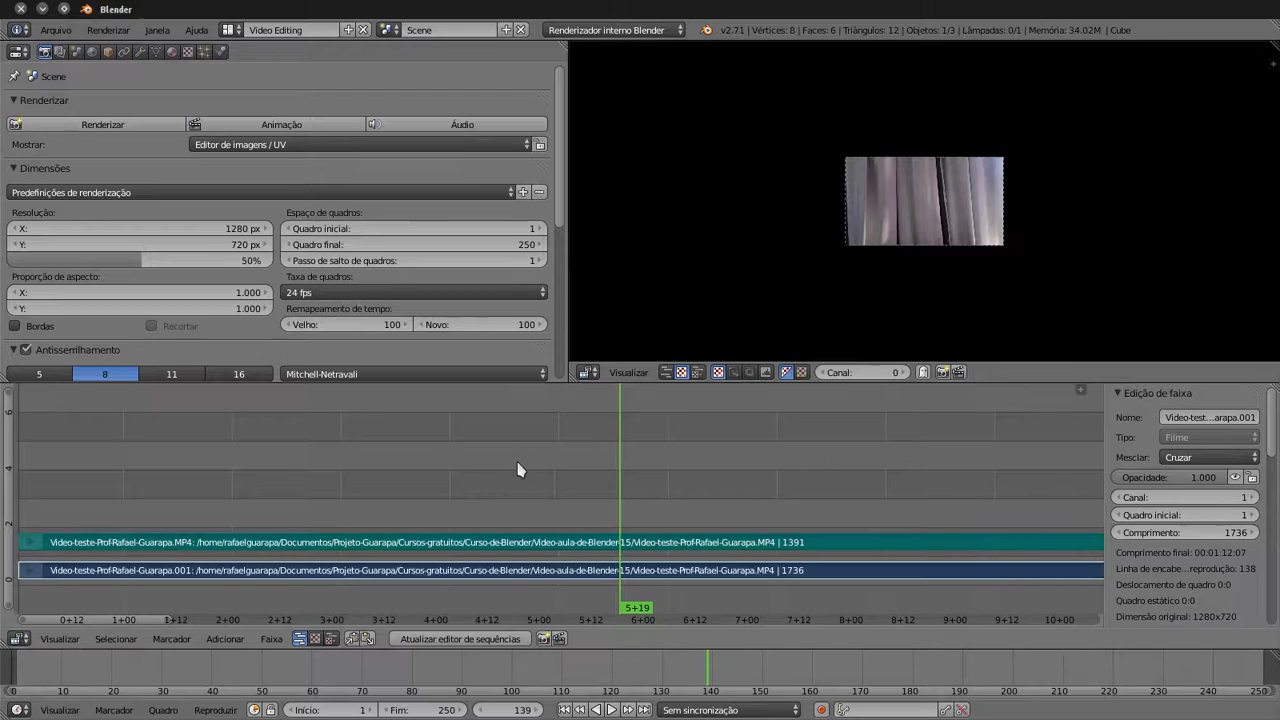 Blender
Arquivo Renderizar Janela Ajuda Video Editing Scene Renderizador interno Blender v2.71 | Vértices: 8 | Faces: 6 | Triângulos: 12 | Objetos: 1/3 | Lâmpadas: 0/1 | Memória: 34.02M | Cube
Scene
Renderizar
Renderizar Animação Áudio
Mostrar: Editor de imagens / UV
Dimensões
Predefinições de renderização
Resolução: Espaço de quadros:
X: 1280 px Quadro inicial: 1
Y: 720 px Quadro final: 250
50% Passo de salto de quadros: 1
Proporção de aspecto: Taxa de quadros:
X: 1.000 24 fps
Y: 1.000 Remapeamento de tempo:
Bordas Recortar Velho: 100 Novo: 100
Antisserrilhamento
5 8 11 16 Mitchell-Netravali
Visualizar Canal: 0
6
4
2
0
Video-teste-Prof-Rafael-Guarapa.MP4: /home/rafaelguarapa/Documentos/Projeto-Guarapa/Cursos-gratuitos/Curso-de-Blender/Video-aula-de-Blender-15/Video-teste-Prof-Rafael-Guarapa.MP4 | 1391
Video-teste-Prof-Rafael-Guarapa.001: /home/rafaelguarapa/Documentos/Projeto-Guarapa/Cursos-gratuitos/Curso-de-Blender/Video-aula-de-Blender-15/Video-teste-Prof-Rafael-Guarapa.MP4 | 1736
5+19
0+12 1+00 1+12 2+00 2+12 3+00 3+12 4+00 4+12 5+00 5+12 6+00 6+12 7+00 7+12 8+00 8+12 9+00 9+12 10+00
Edição de faixa
Nome: Video-test...arapa.001
Tipo: Filme
Mesclar: Cruzar
Opacidade: 1.000
Canal: 1
Quadro inicial: 1
Comprimento: 1736
Comprimento final: 00:01:12:07
Linha de encabe...reprodução: 138
Deslocamento de quadro 0:0
Quadro estático 0:0
Dimensão original: 1280x720
Visualizar Selecionar Marcador Adicionar Faixa Atualizar editor de sequências
0 10 20 30 40 50 60 70 80 90 100 110 120 130 140 150 160 170 180 190 200 210 220 230 240 250
Visualizar Marcador Quadro Reproduzir Início: 1 Fim: 250 139 Sem sincronização